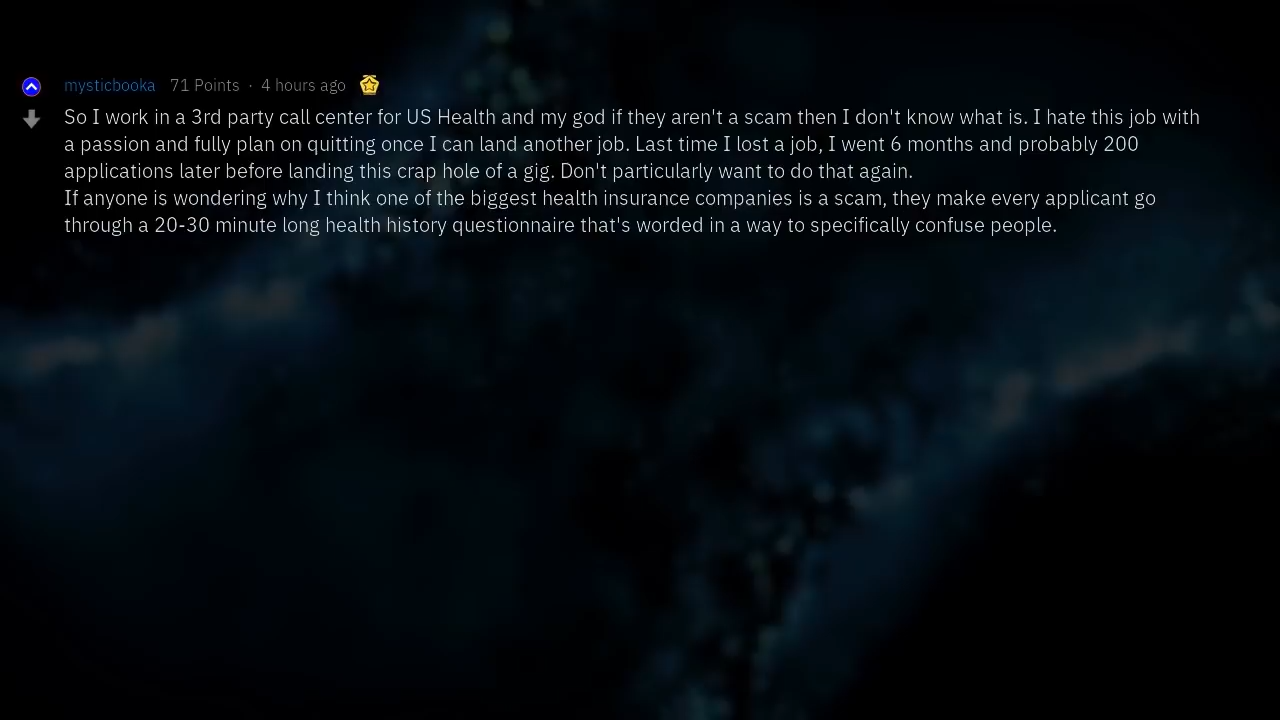 mysticbooka 71 Points · 4 hours ago
So I work in a 3rd party call center for US Health and my god if they aren't a scam then I don't know what is. I hate this job with
a passion and fully plan on quitting once I can land another job. Last time I lost a job, I went 6 months and probably 200
applications later before landing this crap hole of a gig. Don't particularly want to do that again.
If anyone is wondering why I think one of the biggest health insurance companies is a scam, they make every applicant go
through a 20-30 minute long health history questionnaire that's worded in a way to specifically confuse people.